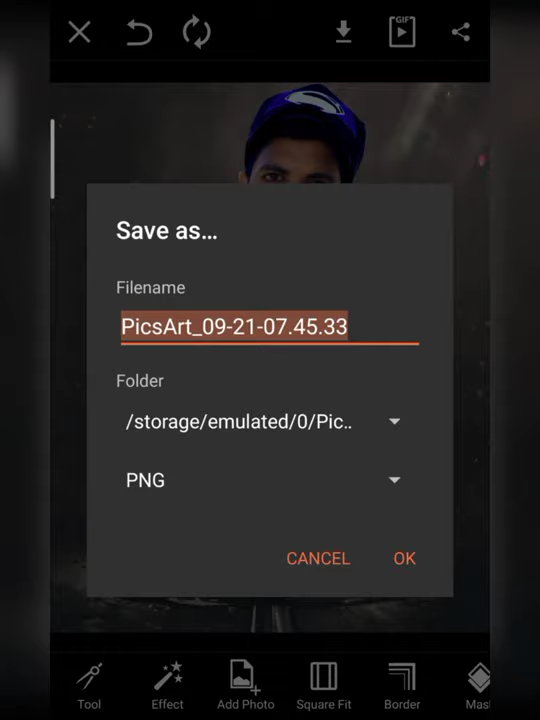 GIF
Save as...
Filename
PicsArt_09-21-07.45.33
Folder
/storage/emulated/0/Pic..
PNG
CANCEL OK
Tool Effect Add Photo Square Fit Border Mas